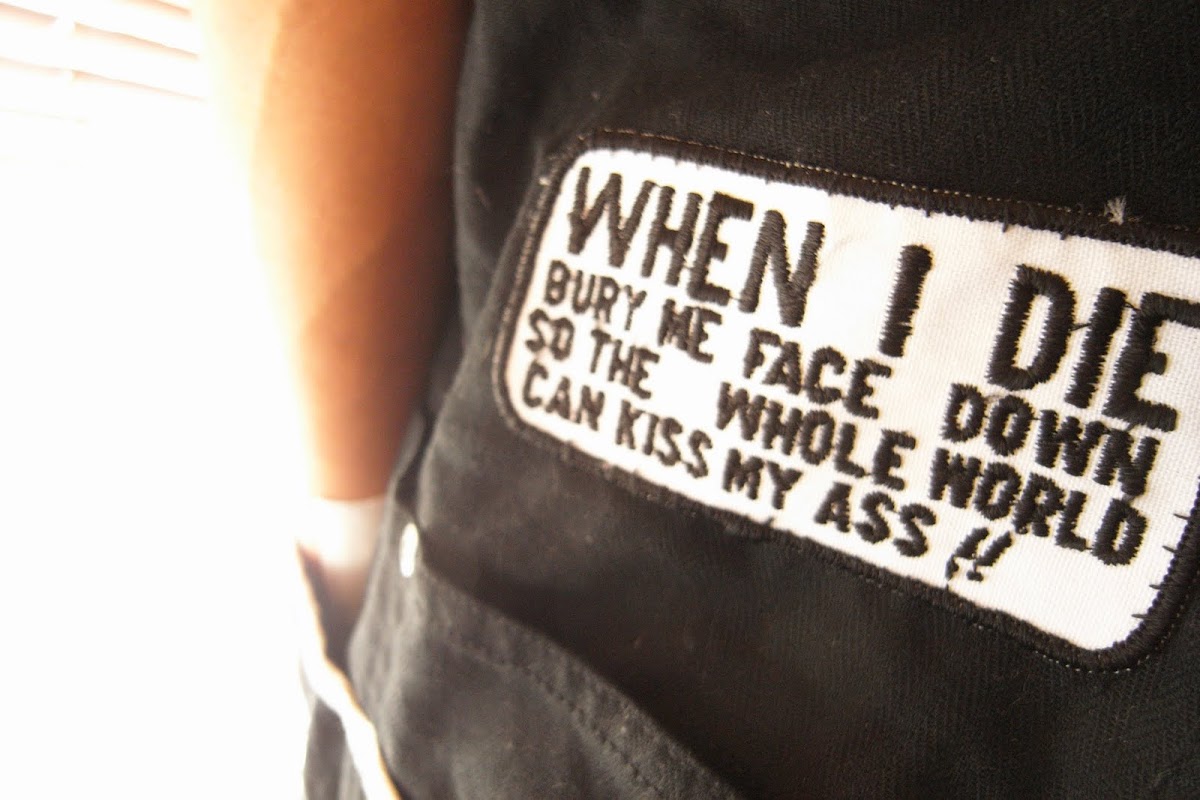 WHEN I DIE
BURY ME FACE DOWN
SO THE WHOLE WORLD
CAN KISS MY ASS !!